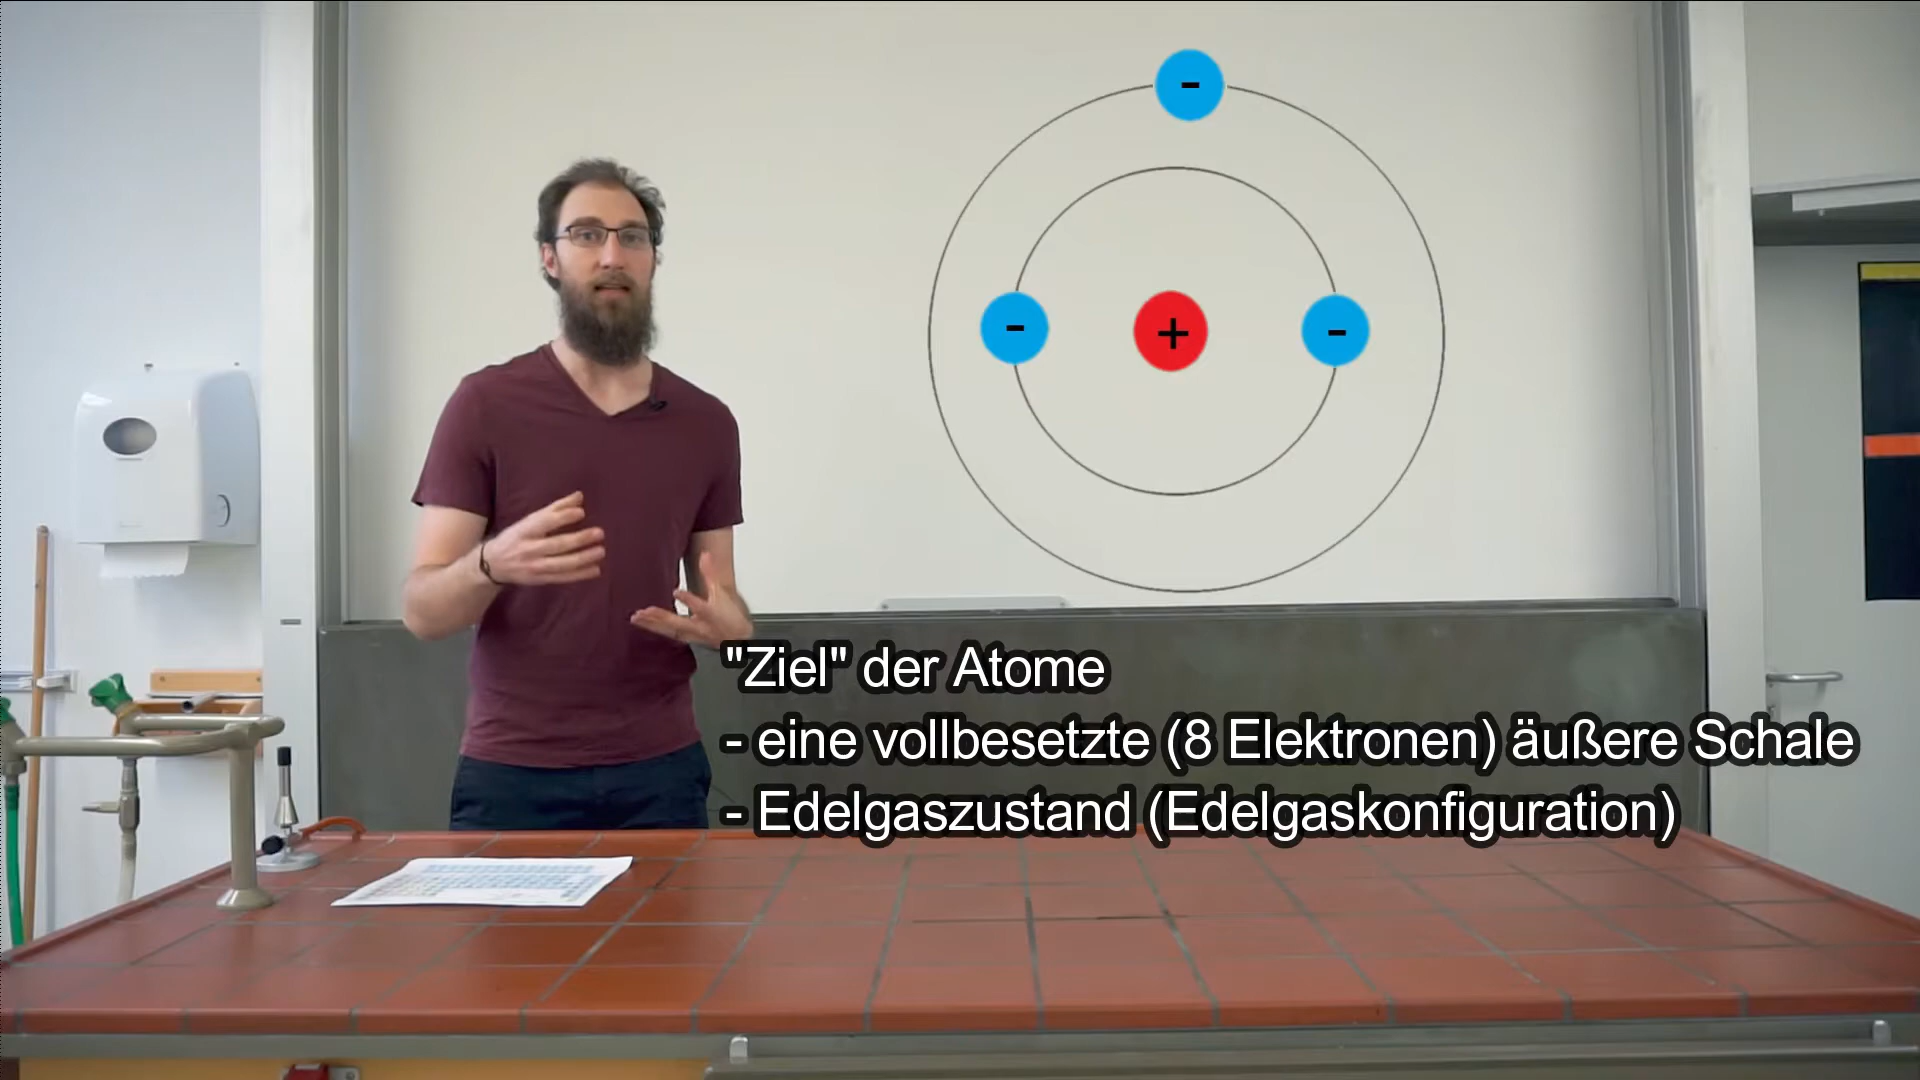 -
- + -
"Ziel" der Atome
- eine vollbesetzte (8 Elektronen) äußere Schale
- Edelgaszustand (Edelgaskonfiguration)